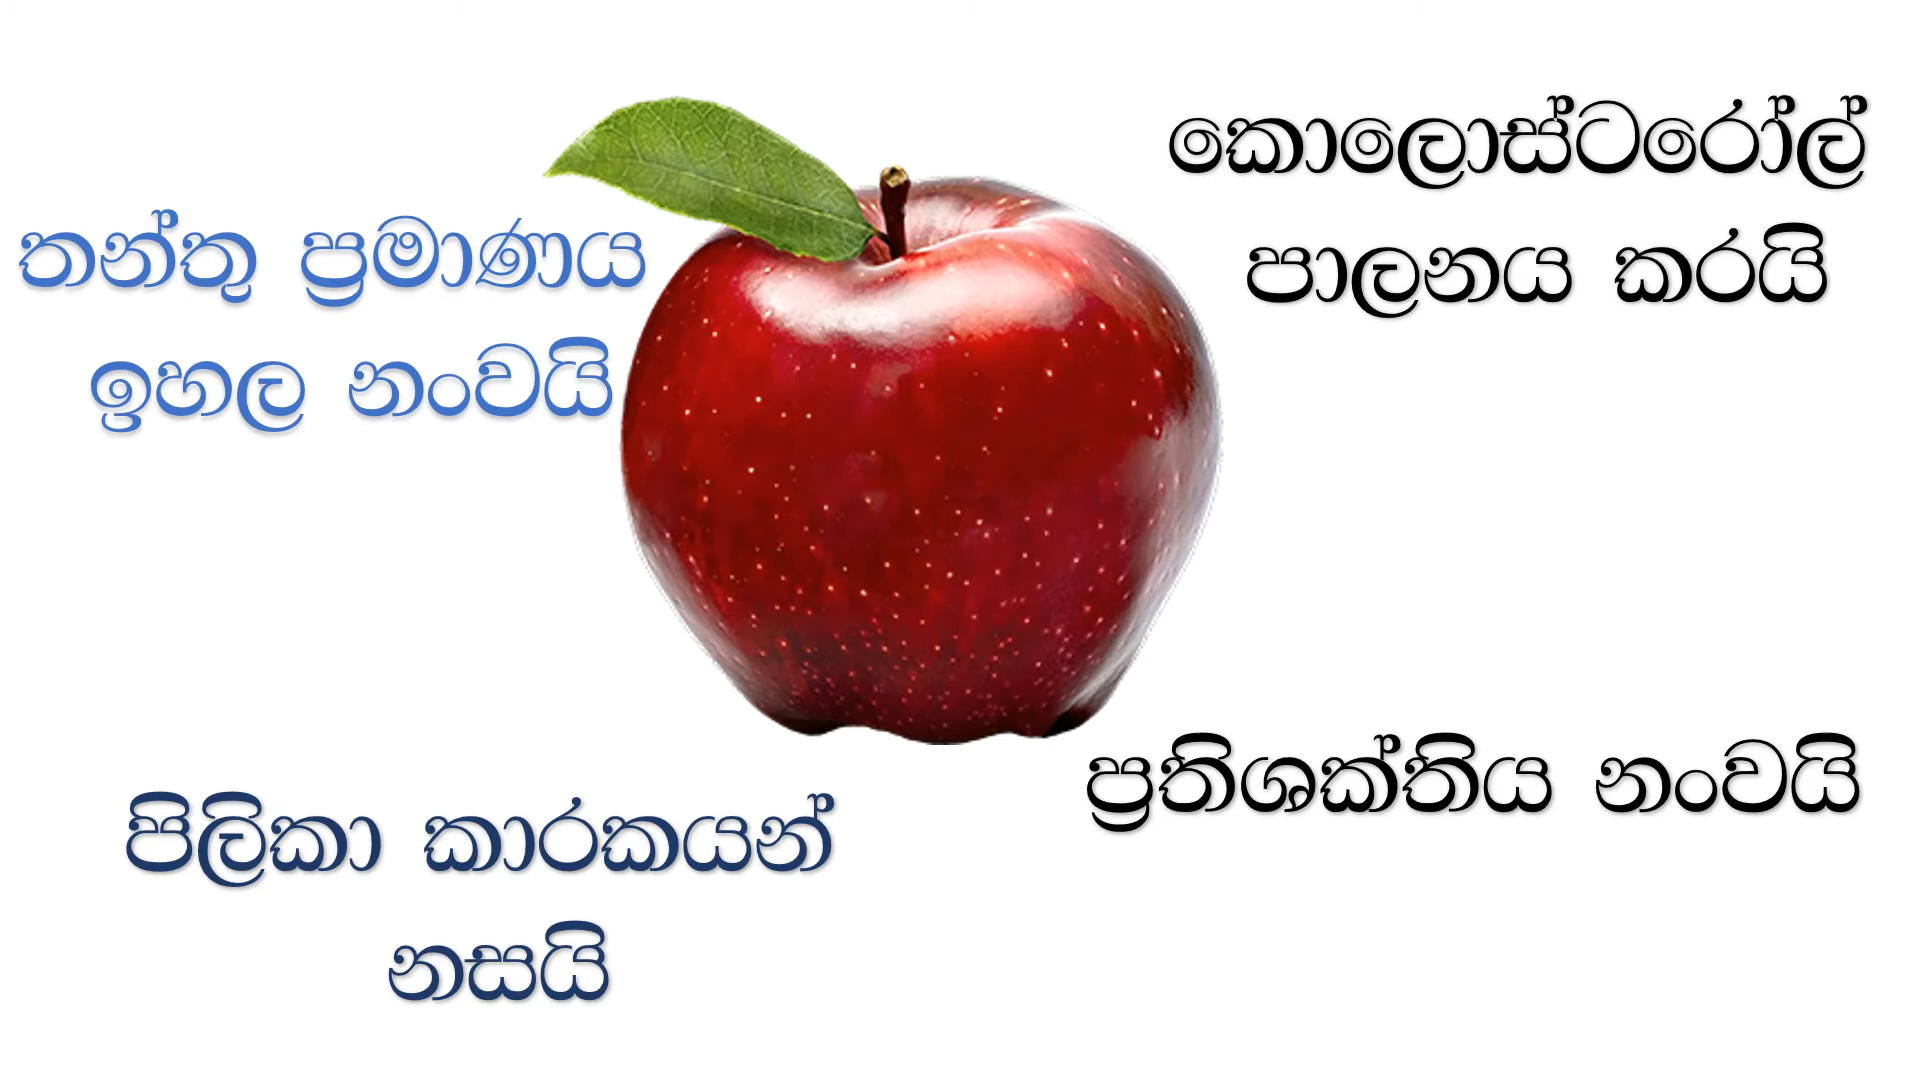 තන්තු ප්‍රමාණය
ඉහල නංවයි
කොලොස්ටරෝල්
පාලනය කරයි
පිලිකා කාරකයන්
නසයි
ප්‍රතිශක්තිය නංවයි